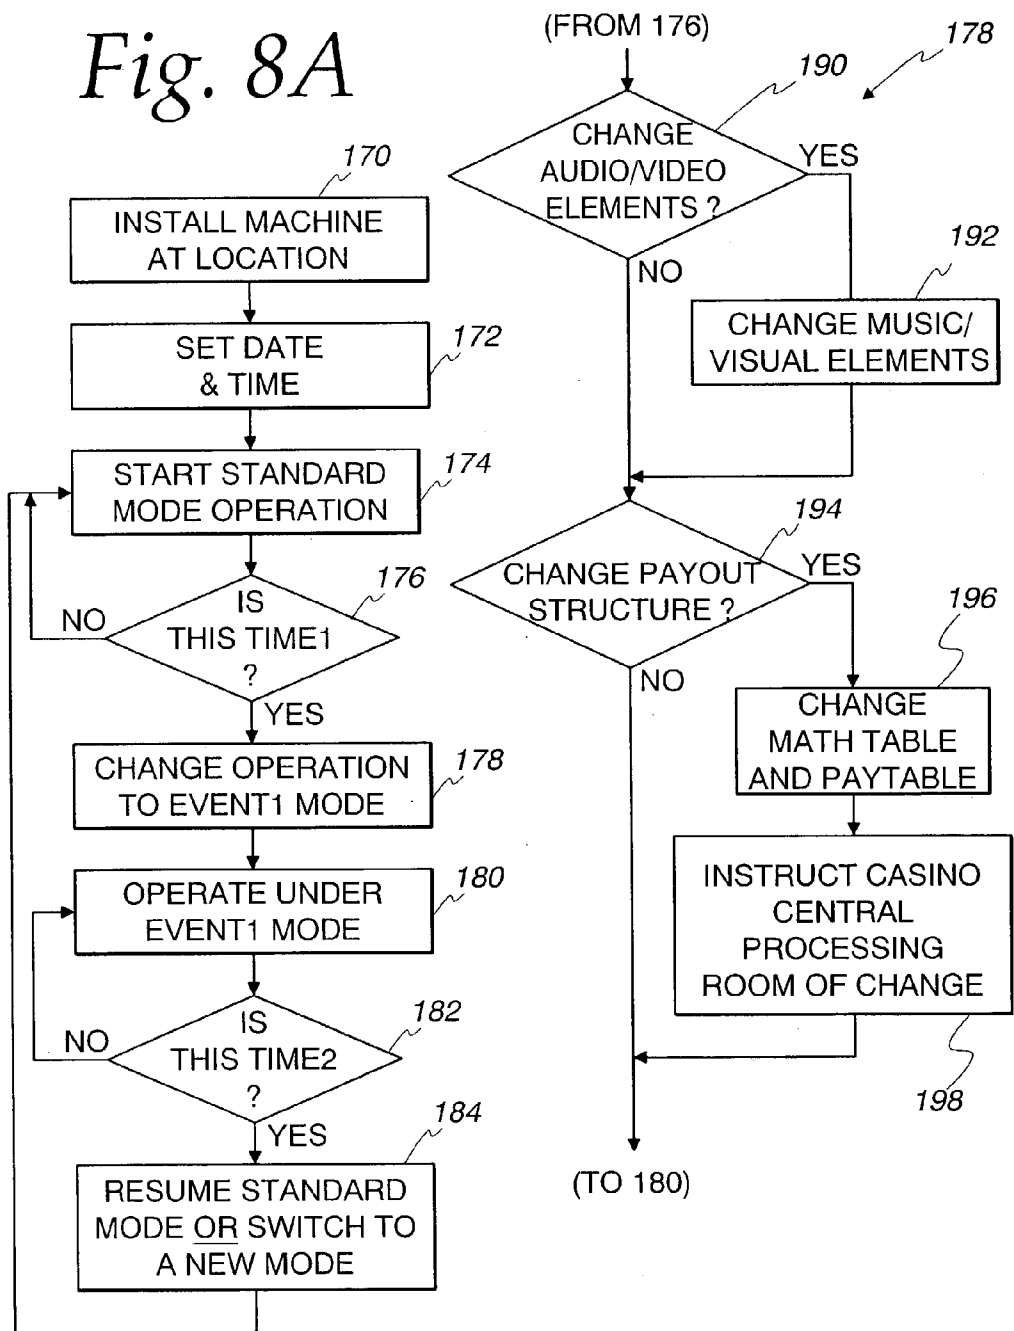 Fig. 8A
170
INSTALL MACHINE
AT LOCATION
SET DATE
& TIME
172
START STANDARD
MODE OPERATION
174
IS
THIS TIME1
?
176
NO
YES
CHANGE OPERATION
TO EVENT1 MODE
178
OPERATE UNDER
EVENT1 MODE
180
IS
THIS TIME2
?
182
NO
YES
184
RESUME STANDARD
MODE OR SWITCH TO
A NEW MODE
(FROM 176)
178
190
CHANGE
AUDIO/VIDEO
ELEMENTS ?
YES
NO
192
CHANGE MUSIC/
VISUAL ELEMENTS
194
CHANGE PAYOUT
STRUCTURE ?
YES
NO
196
CHANGE
MATH TABLE
AND PAYTABLE
INSTRUCT CASINO
CENTRAL
PROCESSING
ROOM OF CHANGE
198
(TO 180)